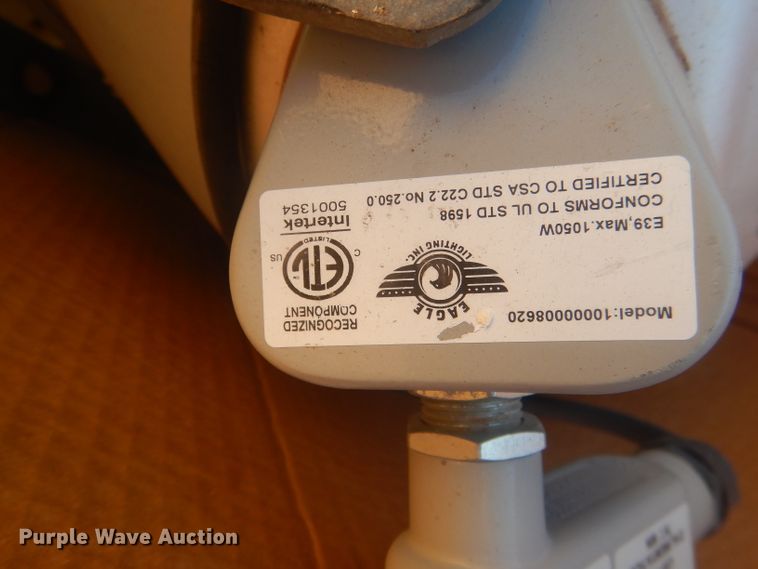 RECOGNIZED
COMPONENT
ETL
LISTED
C US
Intertek
5001354
EAGLE
LIGHTING INC.
Model:10000008620
E39,Max.1050W
CONFORMS TO UL STD 1598
CERTIFIED TO CSA STD C22.2 No.250.0
Purple Wave Auction